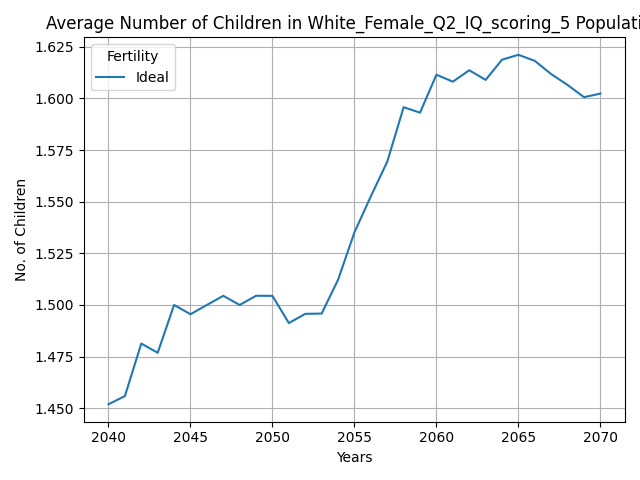 Average Number of Children in White_Female_Q2_IQ_scoring_5 Populati
Fertility
Ideal
No. of Children
1.625
1.600
1.575
1.550
1.525
1.500
1.475
1.450
2040 2045 2050 2055 2060 2065 2070
Years